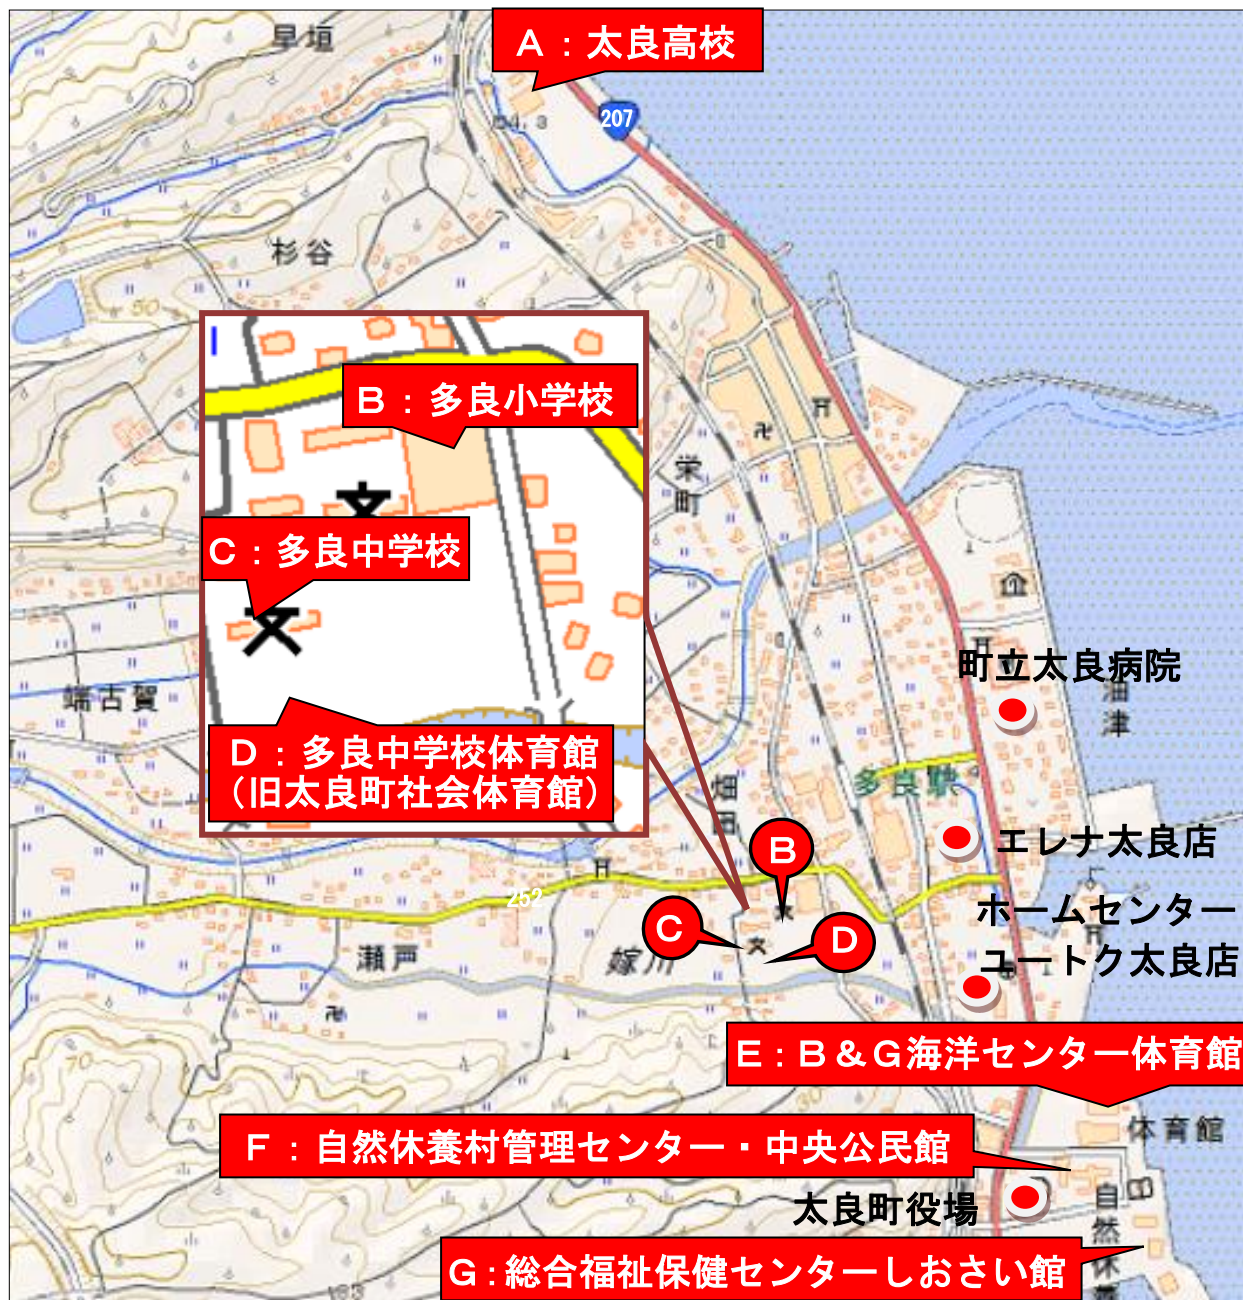 A：太良高校
早垣
207
杉谷
50
B：多良小学校
栄町
C：多良中学校
町立太良病院
油津
端古賀
D：多良中学校体育館
（旧太良町社会体育館）
多良駅
畑田
エレナ太良店
B
252
ホームセンター
ユートク太良店
C
D
瀬戸
嫁川
E：B＆G海洋センター体育館
70
30
体育館
F：自然休養村管理センター・中央公民館
太良町役場
自然休養
G：総合福祉保健センターしおさい館
163